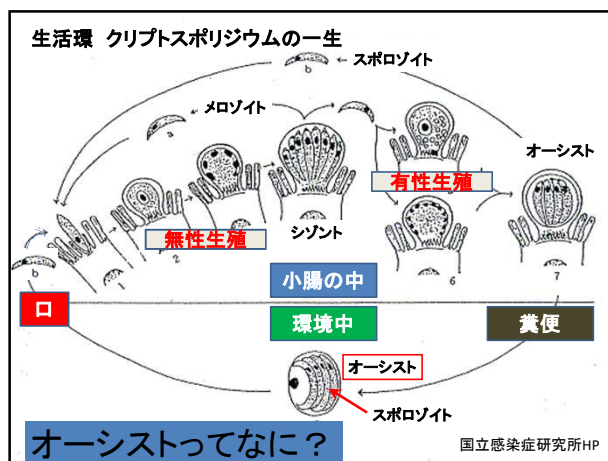 生活環 クリプトスポリジウムの一生
b
スポロゾイト
メロゾイト
a
オーシスト
有性生殖
シゾント
無性生殖
2
b
1
6
7
小腸の中
口
環境中
糞便
オーシスト
スポロゾイト
オーシストってなに？
国立感染症研究所HP